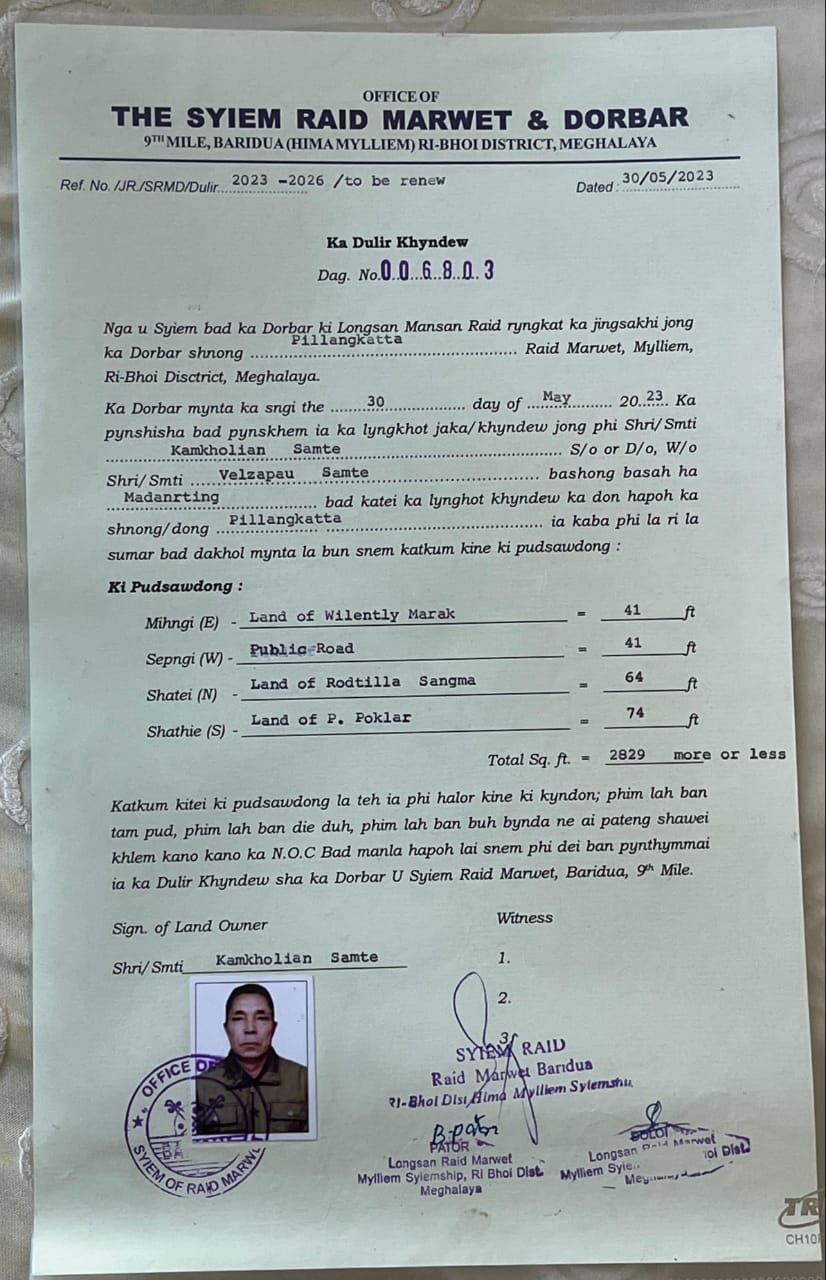 OFFICE OF
THE SYIEM RAID MARWET & DORBAR
9TH MILE, BARIDUA (HIMA MYLLIEM) RI-BHOI DISTRICT, MEGHALAYA
Ref. No. /JR./SRMD/Dulir 2023 -2026 /to be renew Dated : 30/05/2023
Ka Dulir Khyndew
Dag. No. 006803
Nga u Syiem bad ka Dorbar ki Longsan Mansan Raid ryngkat ka jingsakhi jong
ka Dorbar shnong Pillangkatta Raid Marwet, Mylliem,
Ri-Bhoi Disctrict, Meghalaya.
Ka Dorbar mynta ka sngi the 30 day of May 2023 Ka
pynshisha bad pynskhem ia ka lyngkhot jaka/khyndew jong phi Shri/Smti
Kamkholian Samte S/o or D/o, W/o
Shri/Smti Velzapau Samte bashong basah ha
Madanrting bad katei ka lynghot khyndew ka don hapoh ka
shnong/dong Pillangkatta ia kaba phi la ri la
sumar bad dakhol mynta la bun snem katkum kine ki pudsawdong :
Ki Pudsawdong :
Mihngi (E) - Land of Wilently Marak = 41 ft
Sepngi (W) - Public Road = 41 ft
Shatei (N) - Land of Rodtilla Sangma = 64 ft
Shathie (S) - Land of P. Poklar = 74 ft
Total Sq. ft. = 2829 more or less
Katkum kitei ki pudsawdong la teh ia phi halor kine ki kyndon; phim lah ban
tam pud, phim lah ban die duh, phim lah ban buh bynda ne ai pateng shawei
khlem kano kano ka N.O.C Bad manla hapoh lai snem phi dei ban pynthymmai
ia ka Dulir Khyndew sha ka Dorbar U Syiem Raid Marwet, Baridua, 9th Mile.
Sign. of Land Owner Witness
Shri/Smti Kamkholian Samte 1.
2.
3.
SYIEM RAID
Raid Marwet Baridua
RI-Bhoi Dist, Hima Mylliem Syiemship
OFFICE OF
SYIEM OF RAID MARWET
B. pator
PATOR
Longsan Raid Marwet
Mylliem Syiemship, Ri Bhoi Dist.
Meghalaya
Longsan Raid Marwet
Mylliem
CH10